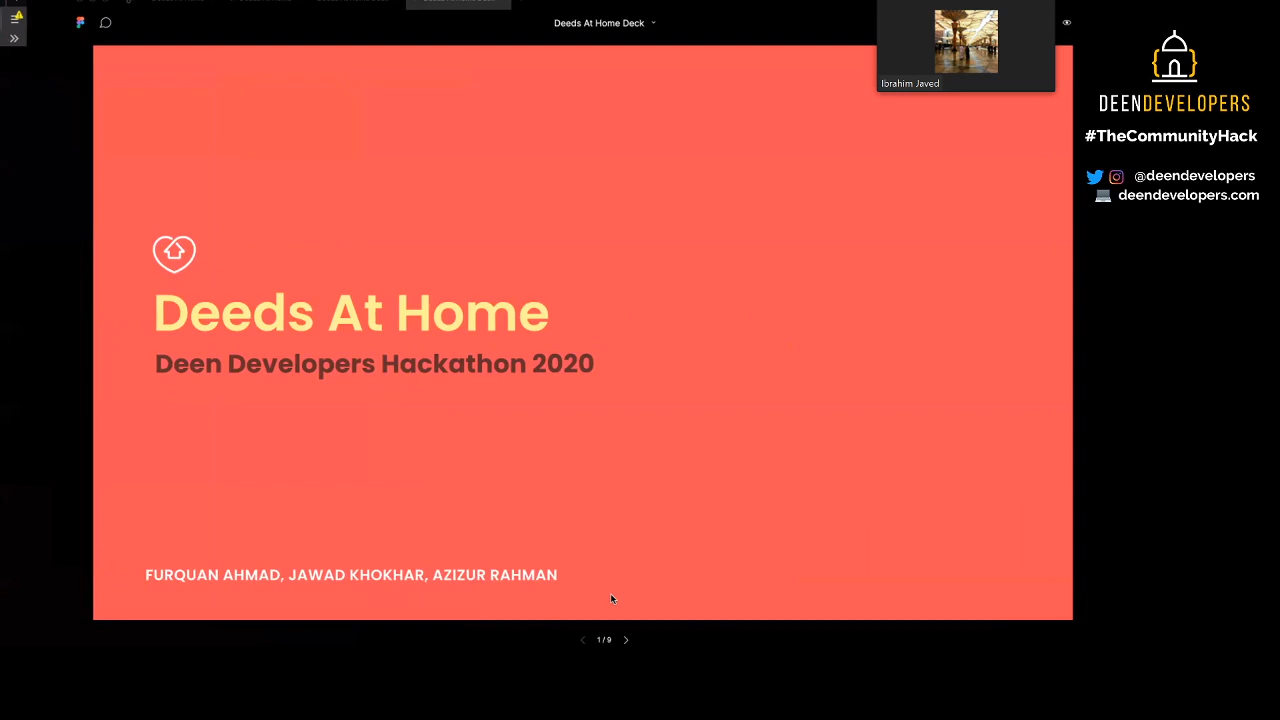 Deeds At Home Deck
Ibrahim Javed
DEENDEVELOPERS
#TheCommunityHack
@deendevelopers
deendevelopers.com
Deeds At Home
Deen Developers Hackathon 2020
FURQUAN AHMAD, JAWAD KHOKHAR, AZIZUR RAHMAN
1 / 9